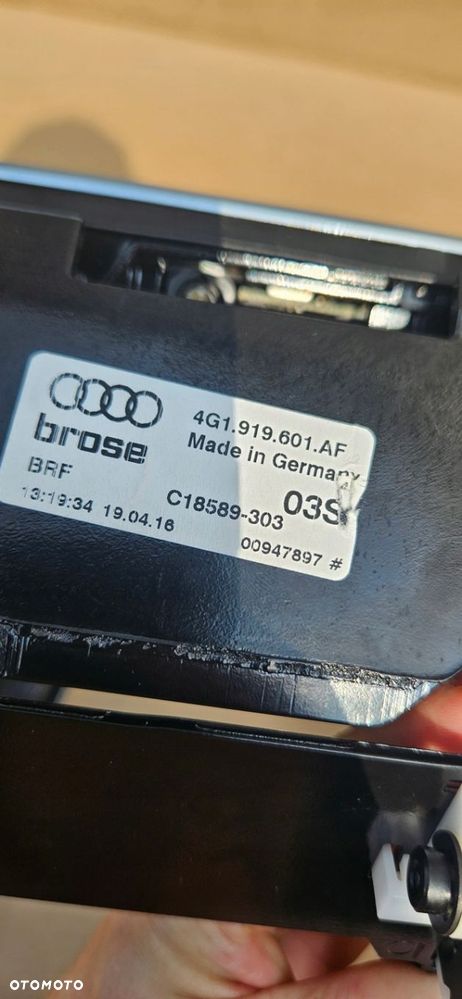 4G1.919.601.AF
brose
Made in Germany
BRF
C18589-303
03S
13:19:34 19.04.16
00947897 #
OTOMOTO